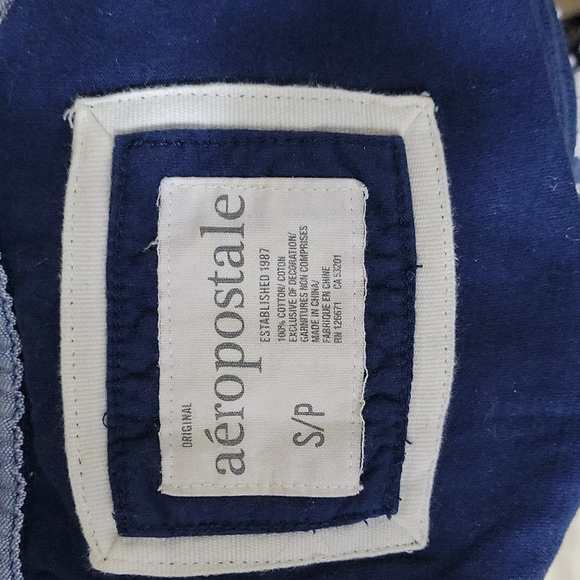 ORIGINAL
aéropostale
ESTABLISHED 1987
S/P
100% COTTON/ COTON
EXCLUSIVE OF DECORATION/
GARNITURES NON COMPRISES
MADE IN CHINA/
FABRIQUE EN CHINE
RN 126671 CA 53201